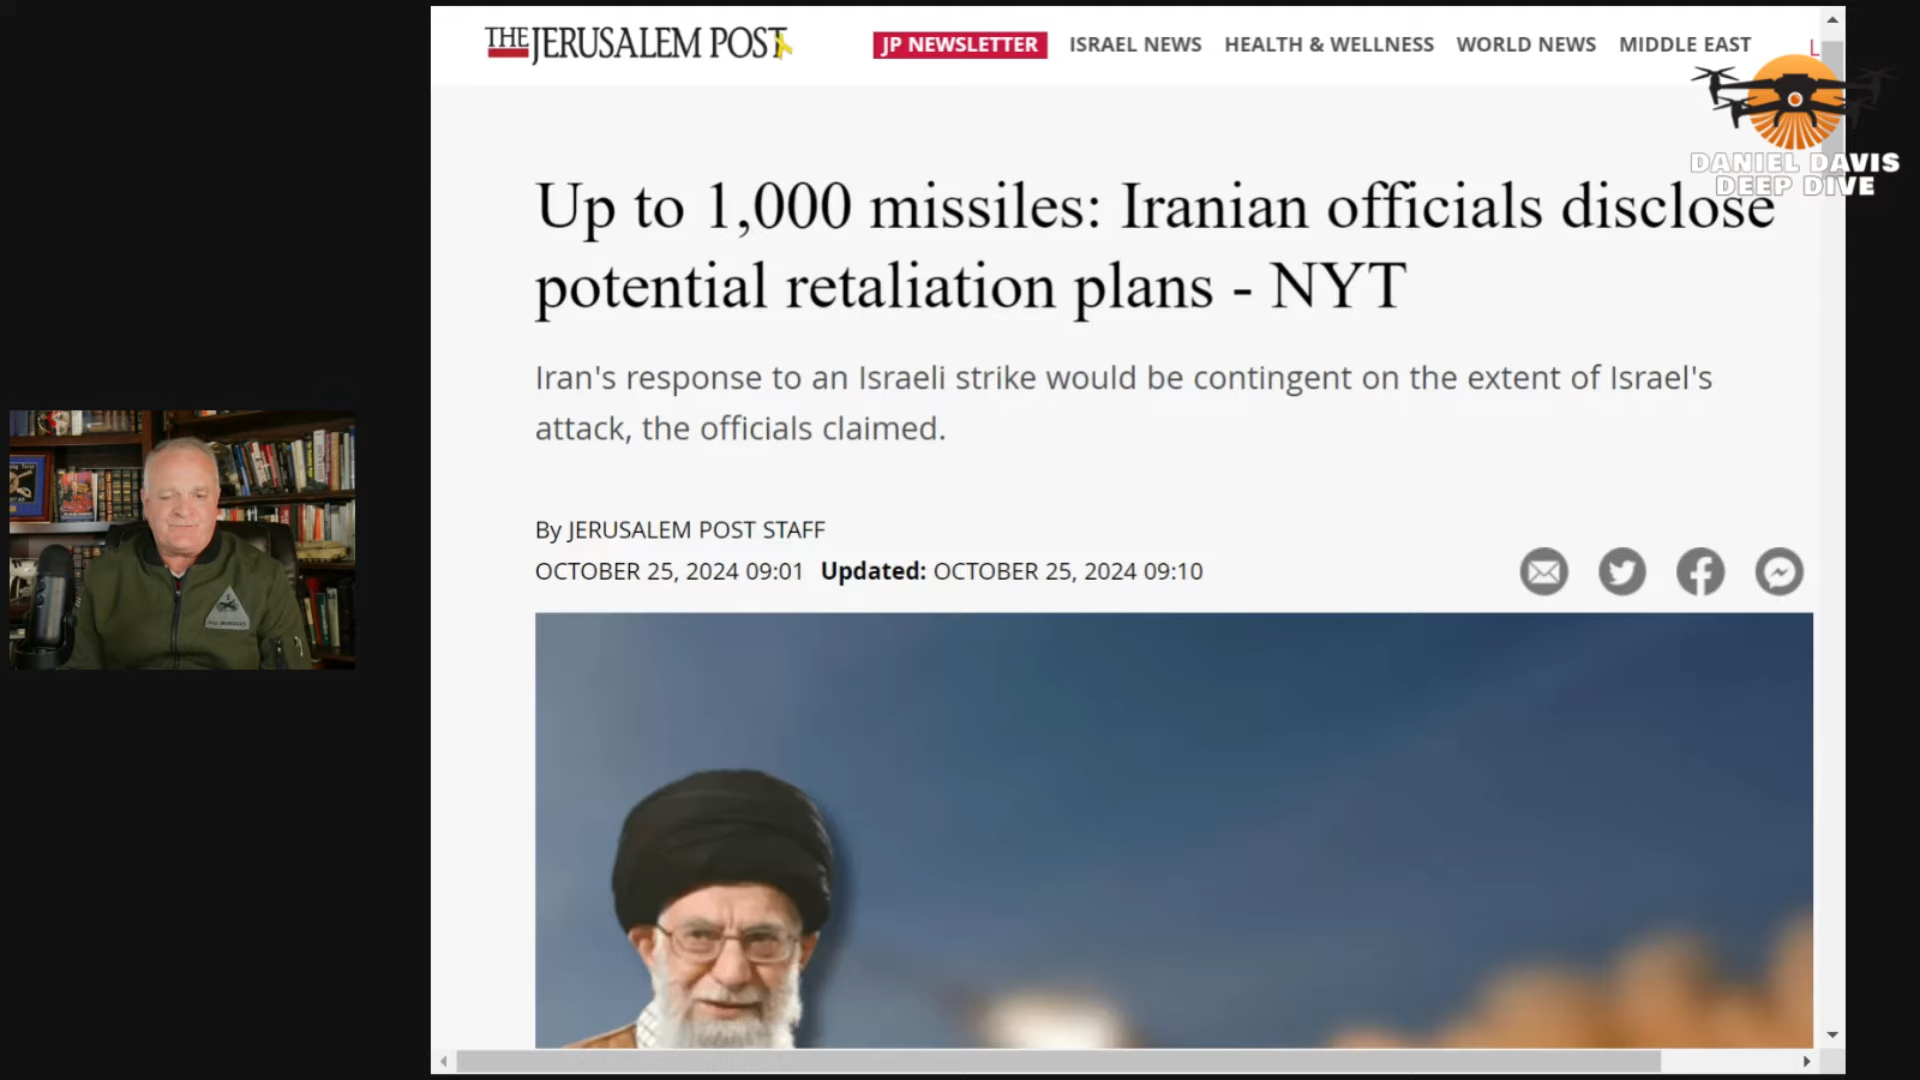 THE JERUSALEM POST
JP NEWSLETTER ISRAEL NEWS HEALTH & WELLNESS WORLD NEWS MIDDLE EAST L
DANIEL DAVIS
DEEP DIVE
Up to 1,000 missiles: Iranian officials disclose
potential retaliation plans - NYT
Iran's response to an Israeli strike would be contingent on the extent of Israel's
attack, the officials claimed.
By JERUSALEM POST STAFF
OCTOBER 25, 2024 09:01 Updated: OCTOBER 25, 2024 09:10